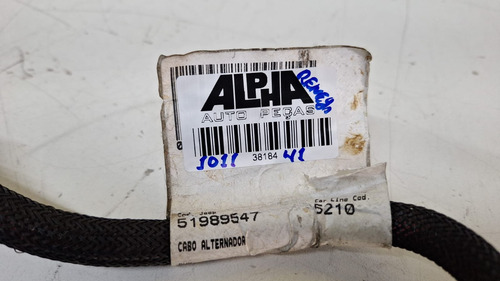 ALPHA
AUTO PEÇAS
38184
1011
41
Cod. Jeep
51989547
Car Line Cod.
5210
CABO ALTERNADOR